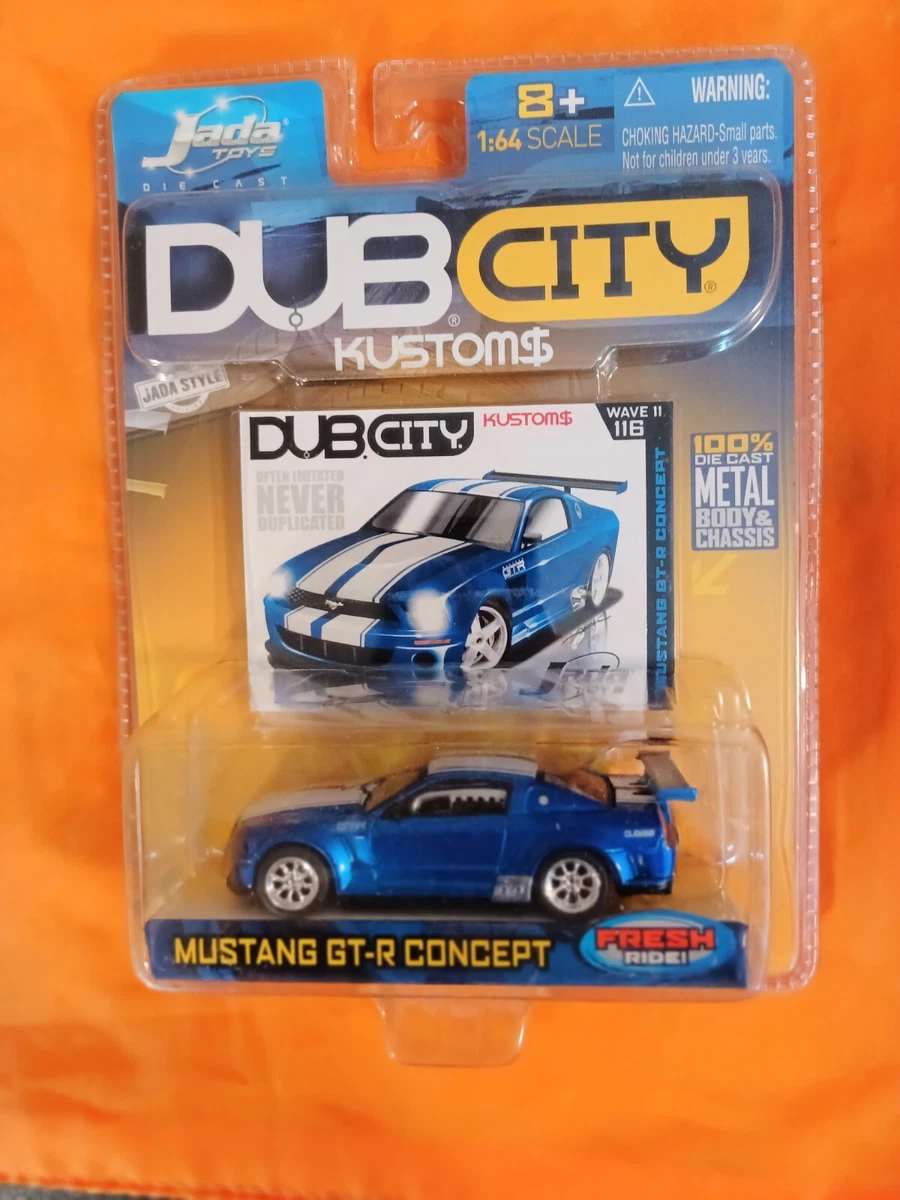 Jada®
TOYS
DIE CAST
8+
1:64 SCALE
WARNING:
CHOKING HAZARD-Small parts.
Not for children under 3 years.
DUB® CITY®
KUSTOM$
JADA STYLE
DUB. CITY.
KUSTOM$
WAVE 11
116
OFTEN IMITATED
NEVER
DUPLICATED
MUSTANG GT-R CONCEPT
GTR
Jada
100%
DIE CAST
METAL
BODY&
CHASSIS
MUSTANG GT-R CONCEPT
FRESH
RIDE!